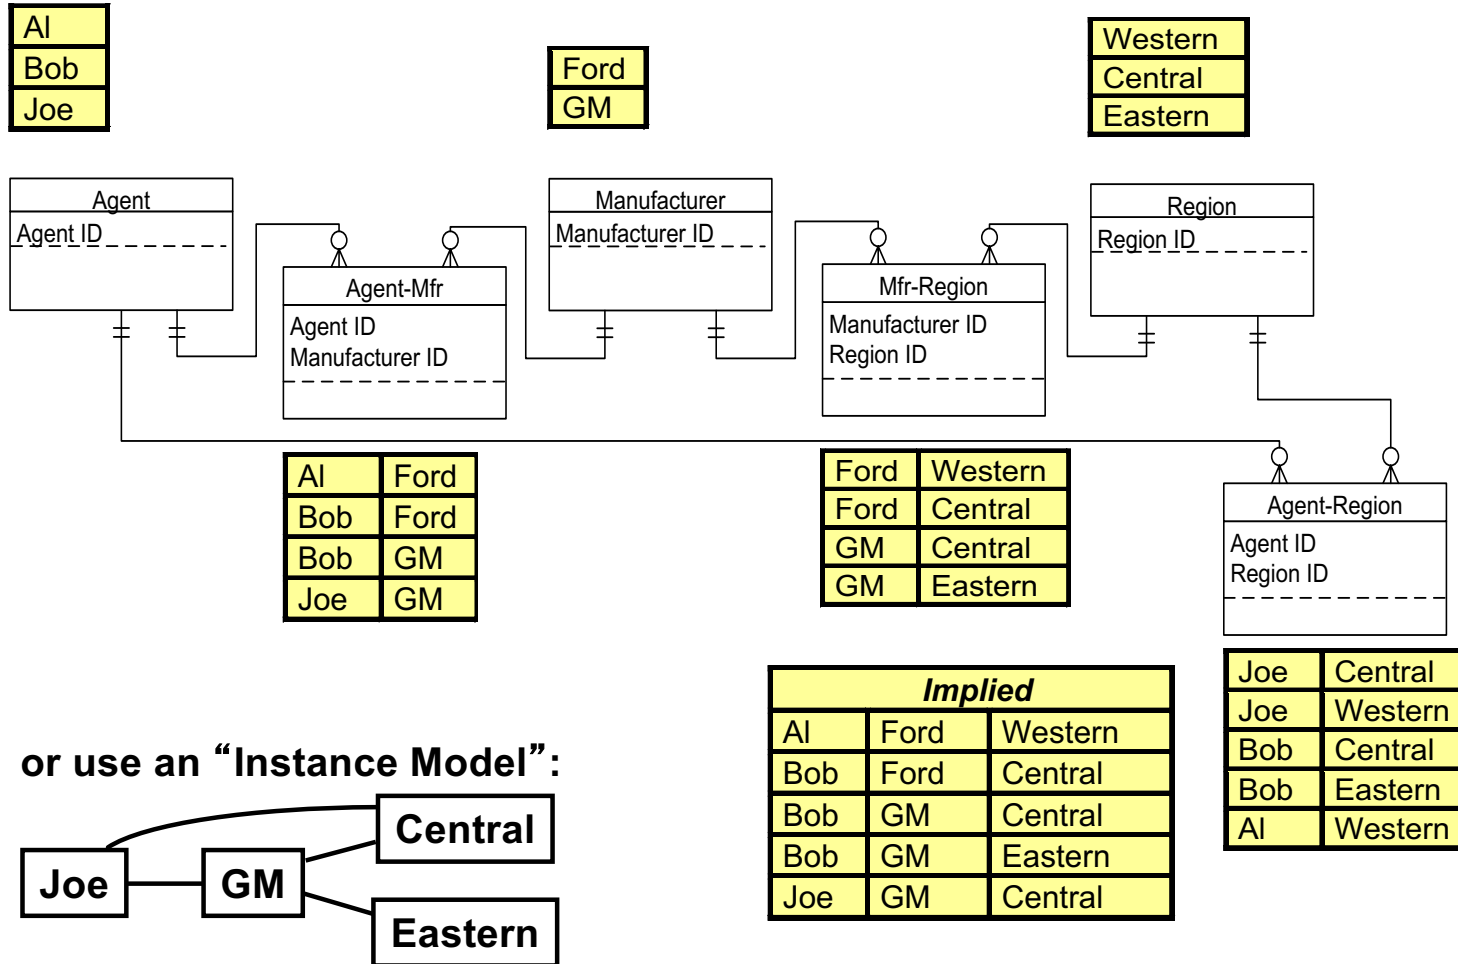 Al
Bob
Joe
Ford
GM
Western
Central
Eastern
Agent
Agent ID
Manufacturer
Manufacturer ID
Region
Region ID
Agent-Mfr
Agent ID
Manufacturer ID
Mfr-Region
Manufacturer ID
Region ID
Al Ford
Bob Ford
Bob GM
Joe GM
Ford Western
Ford Central
GM Central
GM Eastern
Agent-Region
Agent ID
Region ID
Joe Central
Joe Western
Bob Central
Bob Eastern
Al Western
Implied
Al Ford Western
Bob Ford Central
Bob GM Central
Bob GM Eastern
Joe GM Central
or use an “Instance Model”:
Central
Joe
GM
Eastern